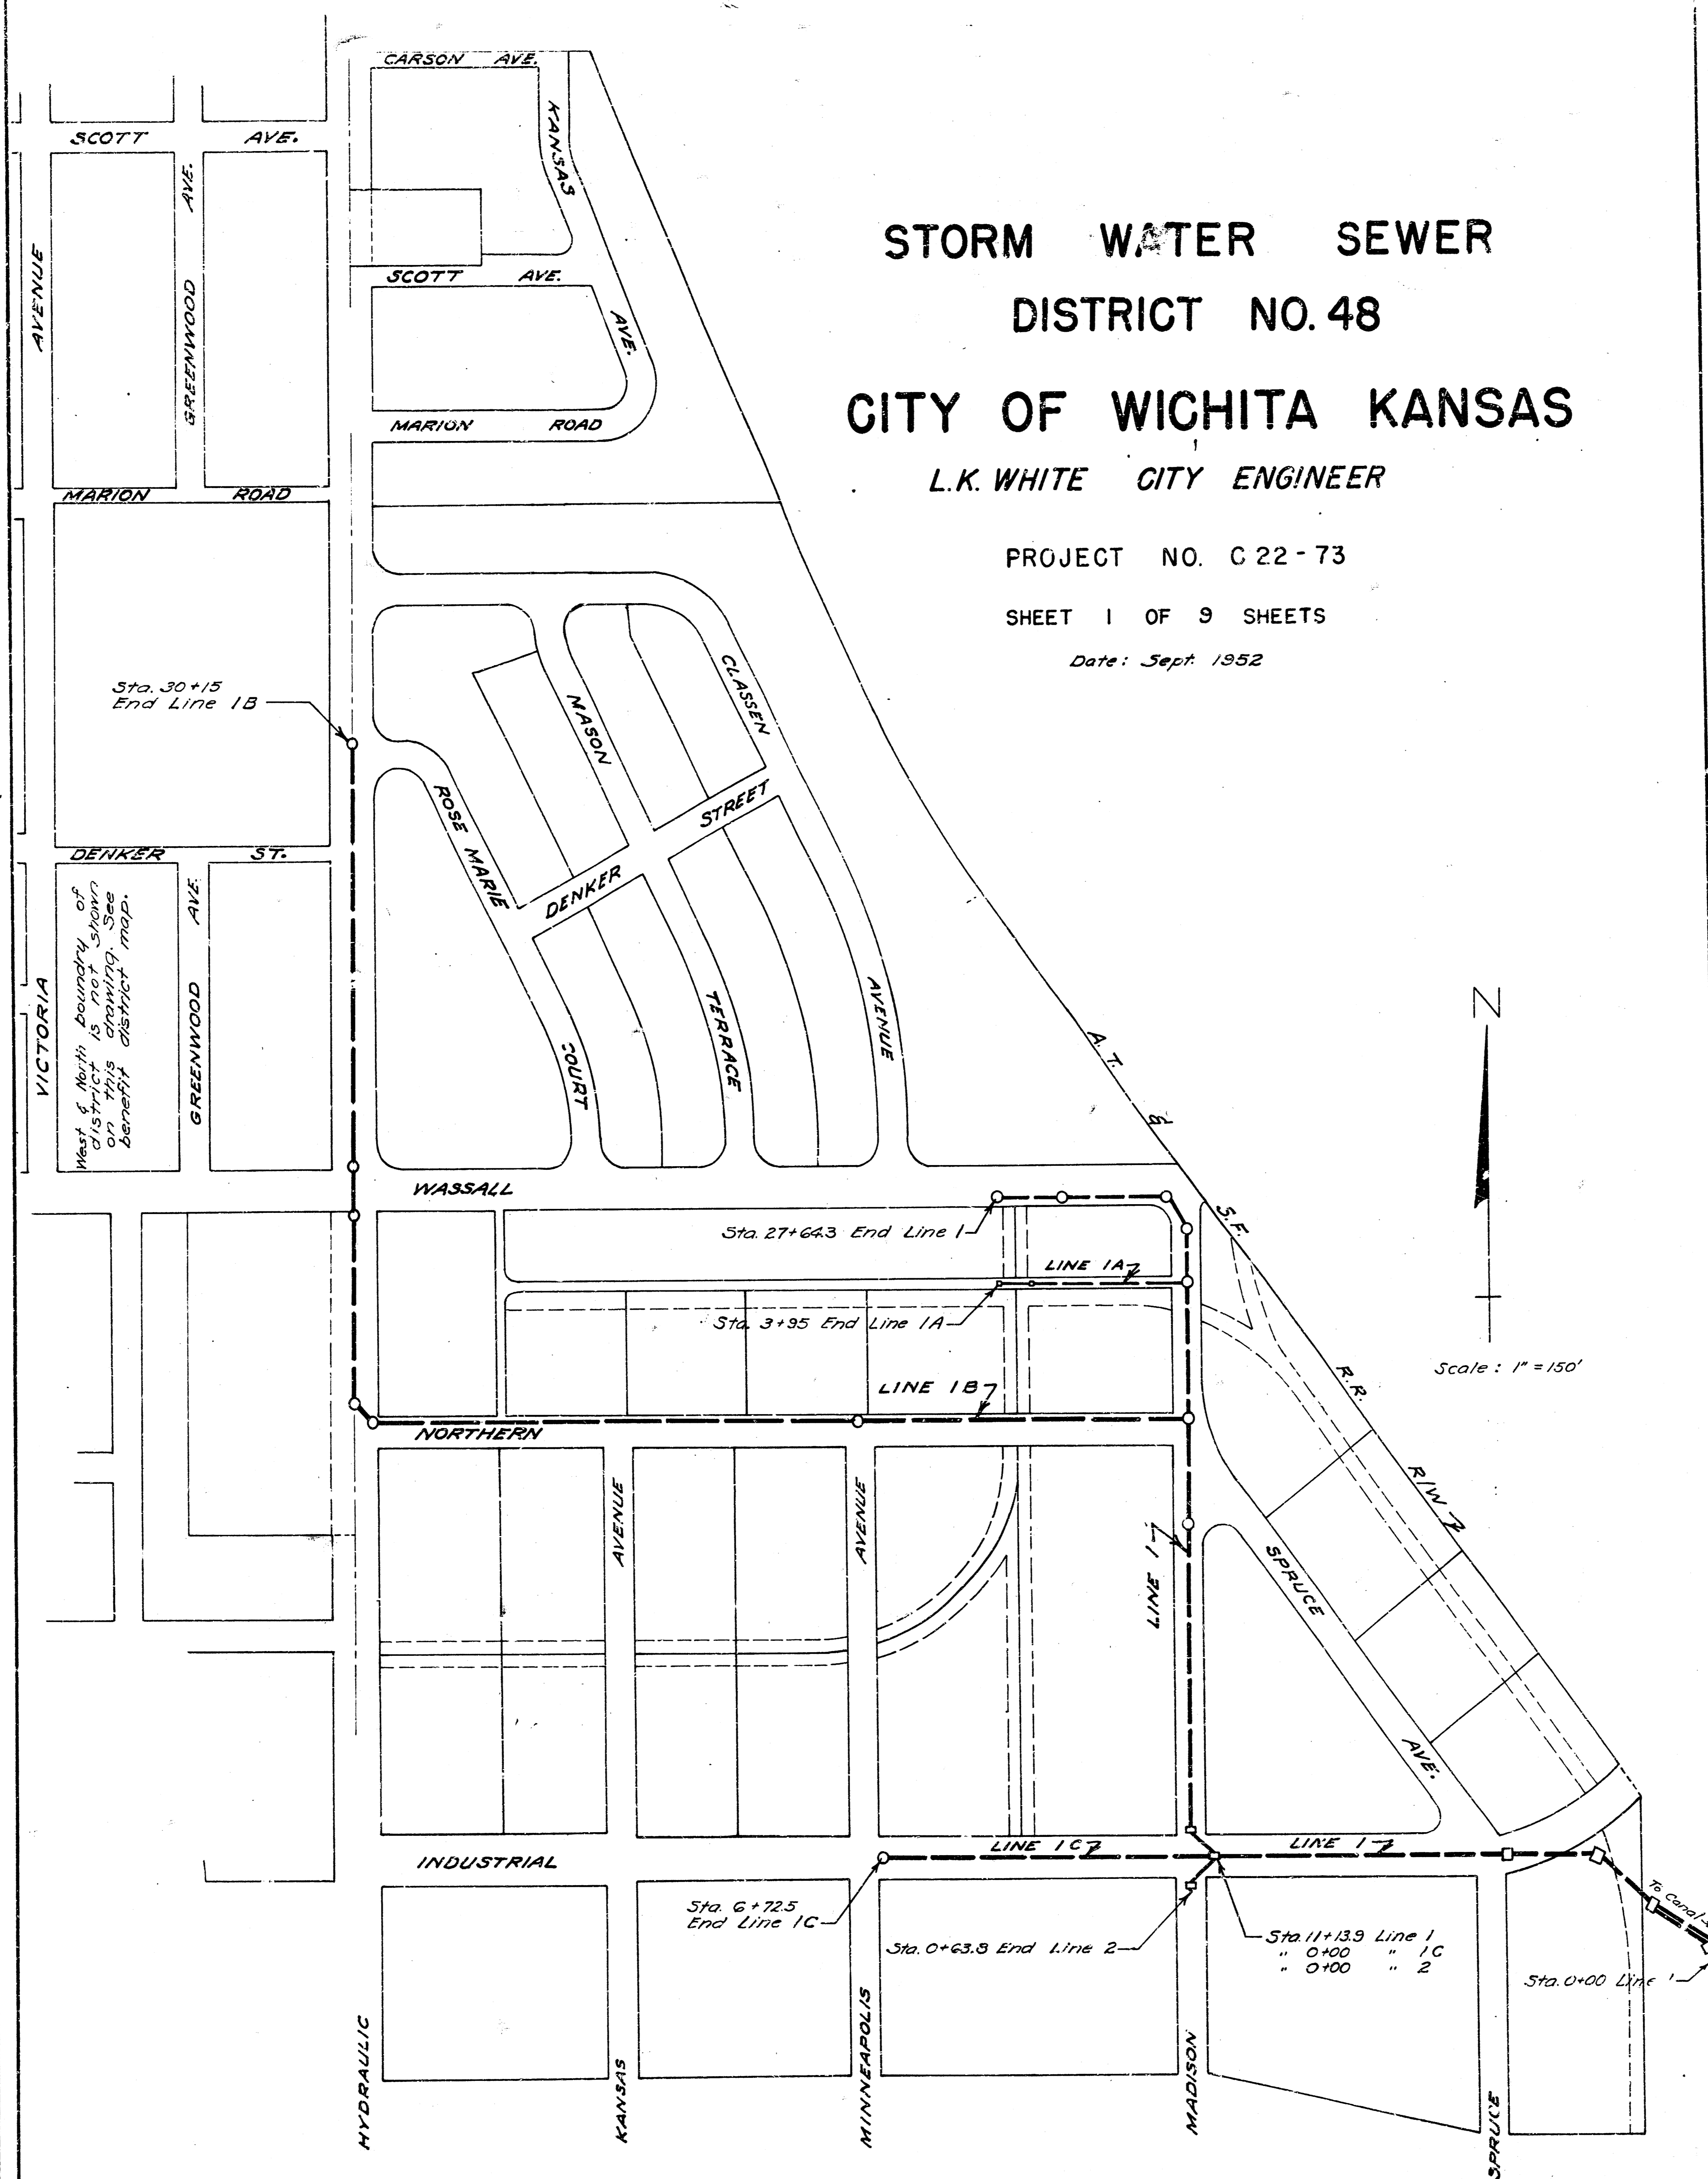 STORM WATER SEWER
DISTRICT NO. 48
CITY OF WICHITA KANSAS
L.K. WHITE CITY ENGINEER
PROJECT NO. C 22-73
SHEET 1 OF 9 SHEETS
Date: Sept. 1952
CARSON AVE.
KANSAS
AVE.
SCOTT AVE.
SCOTT AVE.
AVENUE
GREENWOOD AVE.
MARION ROAD
MARION ROAD
Sta. 30+15
End Line 1B
CLASSEN
MASON
ROSE MARIE
STREET
DENKER
DENKER ST.
West & North boundry of
district is not shown
on this drawing. See
benefit district map.
VICTORIA
GREENWOOD AVE.
COURT
TERRACE
AVENUE
A. T. & S.F. R.R. R/W
N
Scale: 1" = 150'
WASSALL
Sta. 27+64.3 End Line 1
LINE 1A
Sta. 3+95 End Line 1A
LINE 1B
NORTHERN
AVENUE
AVENUE
LINE 1
SPRUCE
AVE.
INDUSTRIAL
LINE 1C
LINE 1
To Canal
Sta. 6+72.5
End Line 1C
Sta. 0+63.8 End Line 2
Sta. 11+13.9 Line 1
" 0+00 " 1C
" 0+00 " 2
Sta. 0+00 Line 1
HYDRAULIC
KANSAS
MINNEAPOLIS
MADISON
SPRUCE